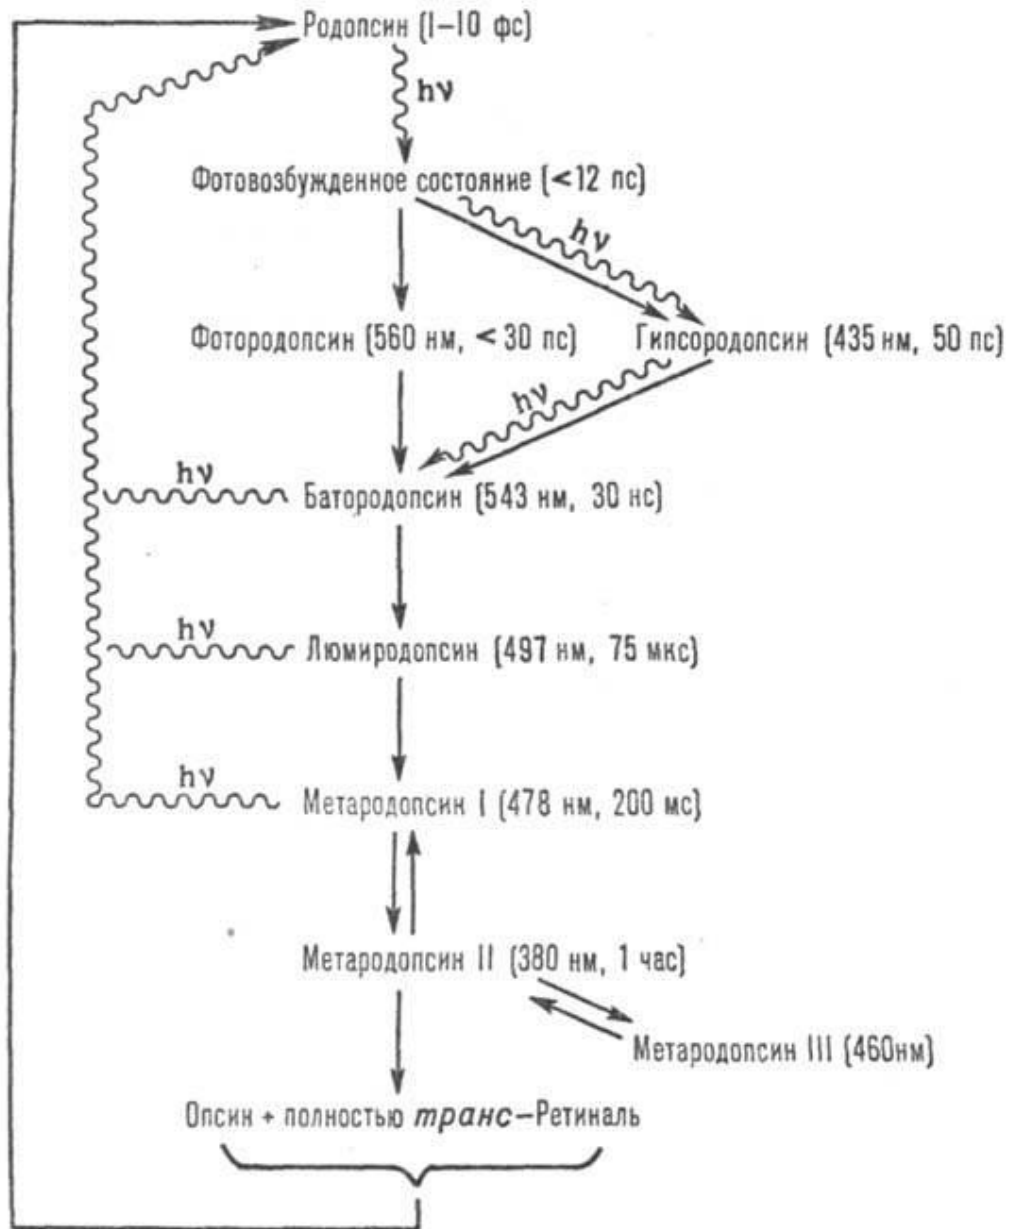 Родопсин (1–10 фс)
hν
Фотовозбужденное состояние (<12 пс)
hν
Фотородопсин (560 нм, < 30 пс)
Гипсородопсин (435 нм, 50 пс)
hν
hν
Батородопсин (543 нм, 30 нс)
hν
Люмиродопсин (497 нм, 75 мкс)
hν
Метародопсин I (478 нм, 200 мс)
Метародопсин II (380 нм, 1 час)
Метародопсин III (460нм)
Опсин + полностью транс–Ретиналь